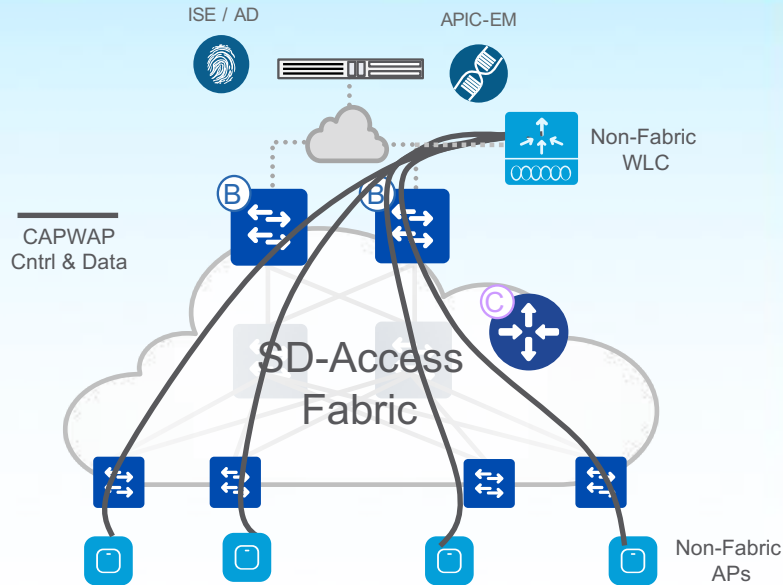 ISE / AD
APIC-EM
Non-Fabric
WLC
B
B
CAPWAP
Cntrl & Data
C
SD-Access
Fabric
Non-Fabric
APs